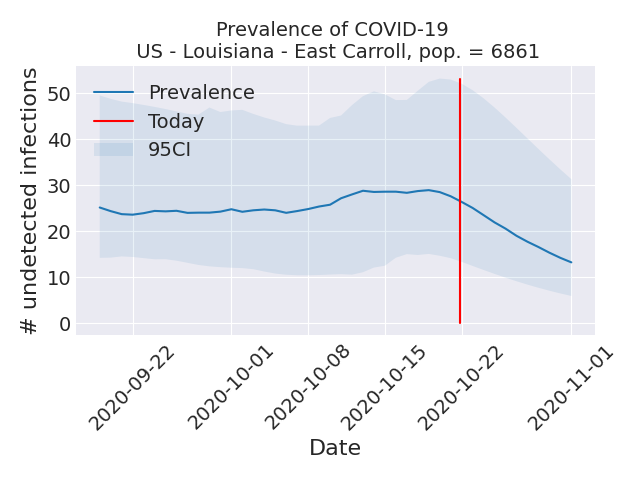 Prevalence of COVID-19
US - Louisiana - East Carroll, pop. = 6861
# undetected infections
50
40
30
20
10
0
Prevalence
Today
95CI
2020-09-22
2020-10-01
2020-10-08
2020-10-15
2020-10-22
2020-11-01
Date